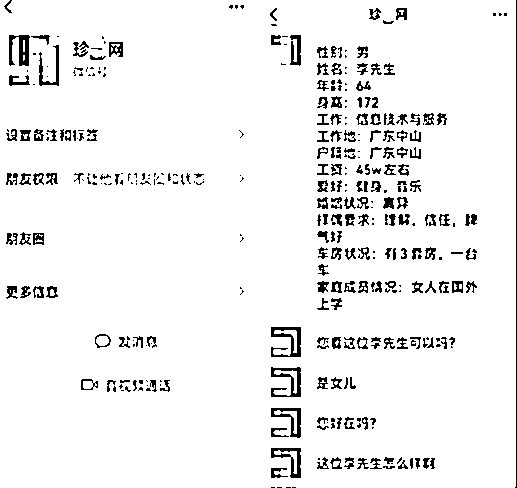 珍_网
微信号
设置备注和标签
朋友权限 不让他看朋友圈和状态
朋友圈
更多信息
发消息
音视频通话
珍_网
性别：男
姓名：李先生
年龄：64
身高：172
工作：信息技术与服务
工作地：广东中山
户籍地：广东中山
工资：45w左右
爱好：健身，音乐
婚姻状况：离异
择偶要求：理解，信任，脾
气好
车房状况：有3套房，一台
车
家庭成员情况：女人在国外
上学
您看这位李先生可以吗？
是女儿
您好在吗？
这位李先生怎么样啊